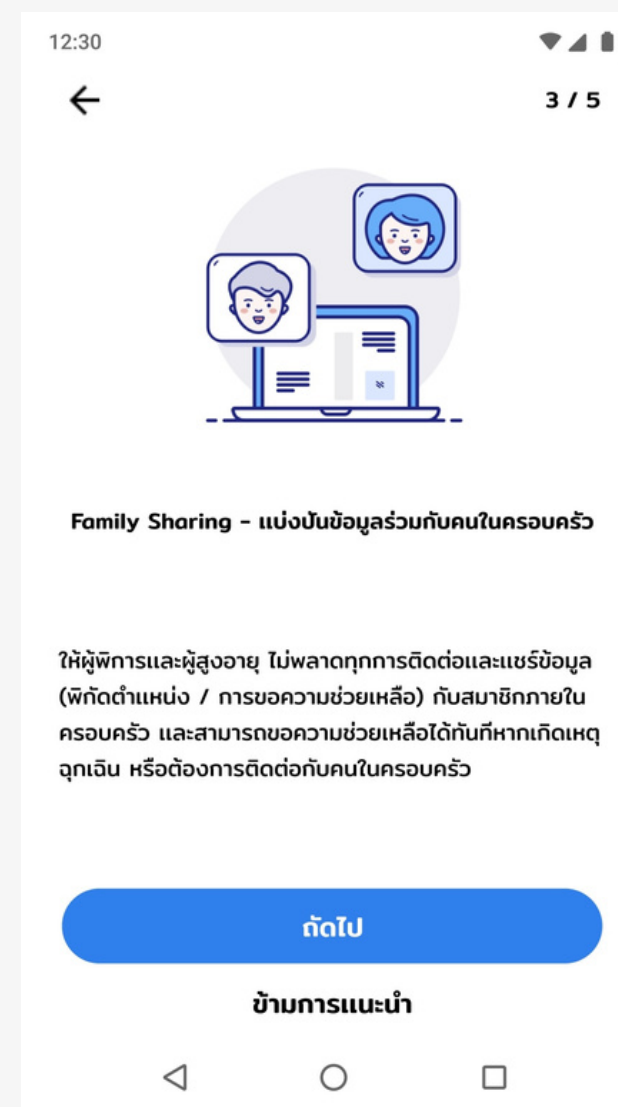 12:30
3 / 5
Family Sharing - แบ่งปันข้อมูลร่วมกับคนในครอบครัว
ให้ผู้พิการและผู้สูงอายุ ไม่พลาดทุกการติดต่อและแชร์ข้อมูล
(พิกัดตำแหน่ง / การขอความช่วยเหลือ) กับสมาชิกภายใน
ครอบครัว และสามารถขอความช่วยเหลือได้ทันทีหากเกิดเหตุ
ฉุกเฉิน หรือต้องการติดต่อกับคนในครอบครัว
ถัดไป
ข้ามการแนะนำ